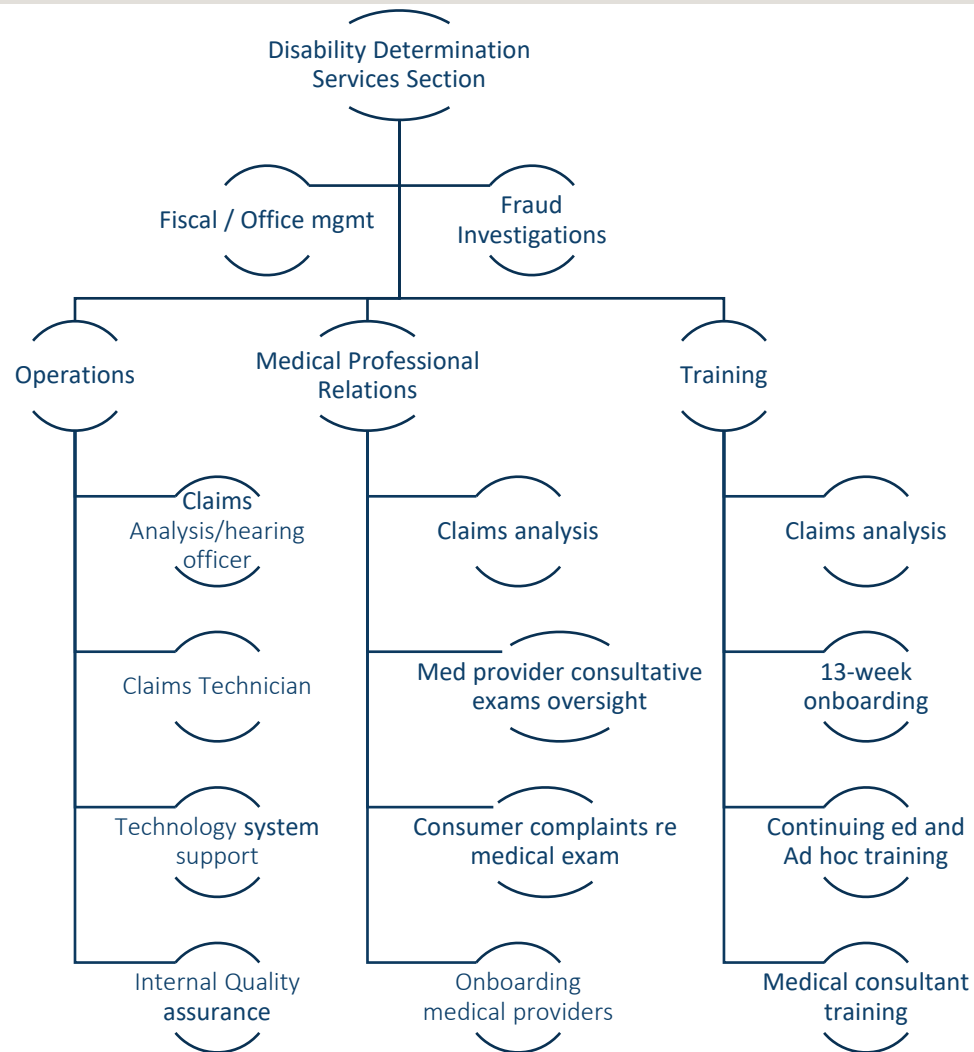 Disability Determination
Services Section
Fiscal / Office mgmt
Fraud
Investigations
Operations
Medical Professional
Relations
Training
Claims
Analysis/hearing
officer
Claims Technician
Technology system
support
Internal Quality
assurance
Claims analysis
Med provider consultative
exams oversight
Consumer complaints re
medical exam
Onboarding
medical providers
Claims analysis
13-week
onboarding
Continuing ed and
Ad hoc training
Medical consultant
training